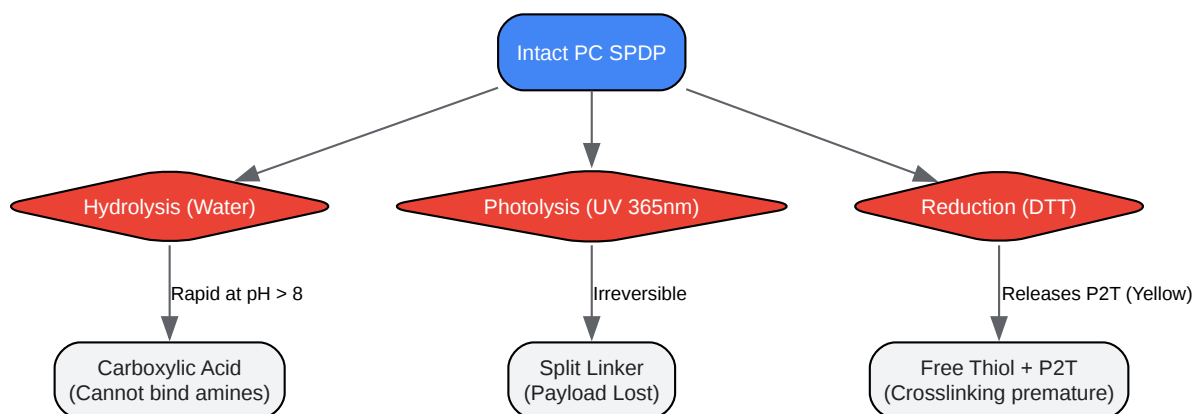 Intact PC SPDP
Hydrolysis (Water)
Photolysis (UV 365nm)
Reduction (DTT)
Rapid at pH > 8
Irreversible
Releases P2T (Yellow)
Carboxylic Acid
(Cannot bind amines)
Split Linker
(Payload Lost)
Free Thiol + P2T
(Crosslinking premature)